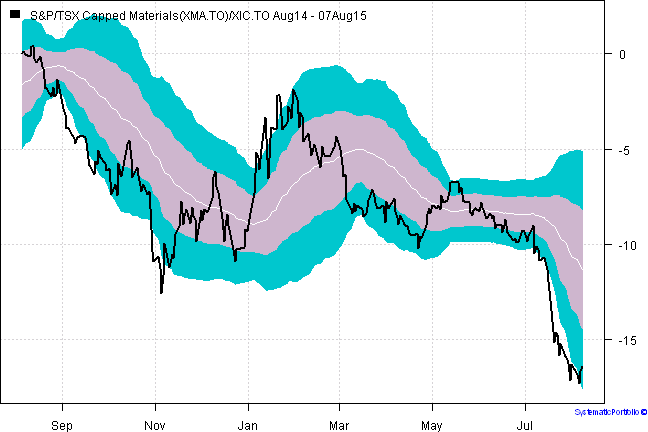 S&P/TSX Capped Materials(XMA.TO)/XIC.TO Aug14 - 07Aug15
0
-5
-10
-15
Sep Nov Jan Mar May Jul
SystematicPortfolio ©